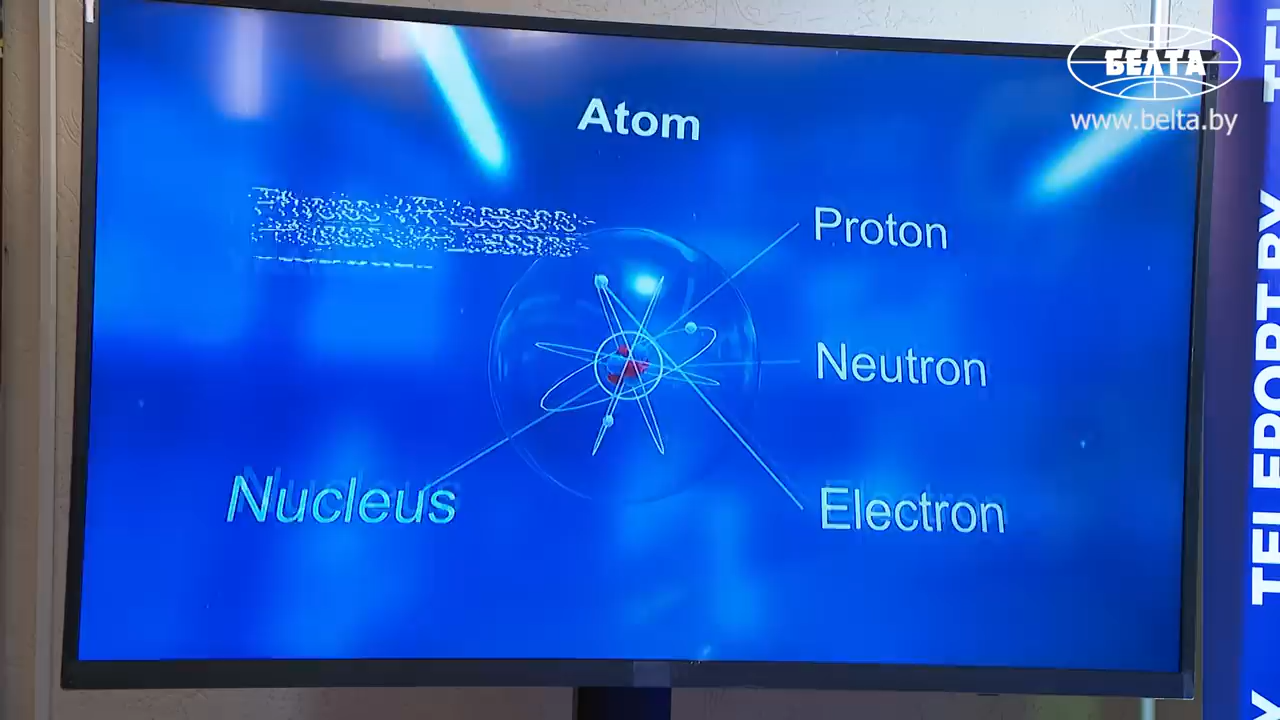 Atom
БЕЛТА
www.belta.by
Proton
Neutron
Nucleus
Electron
TELEPORT.BY